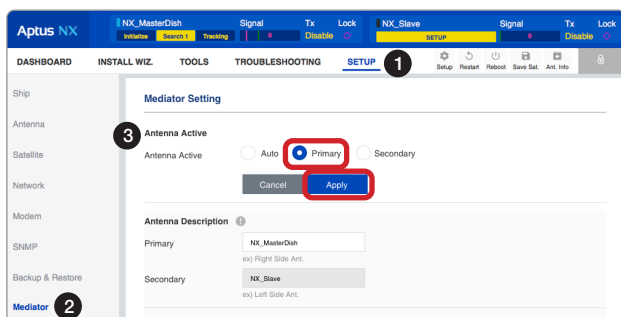 Aptus NX
NX_MasterDish Signal Tx Lock
Initialize Search 1 Tracking 0 Disable
NX_Slave Signal Tx Lock
SETUP 0 Disable
DASHBOARD INSTALL WIZ. TOOLS TROUBLESHOOTING SETUP 1
Setup Restart Reboot Save Sat. Ant. Info
Ship
Antenna
Satellite
Network
Modem
SNMP
Backup & Restore
Mediator 2
Mediator Setting
3 Antenna Active
Antenna Active Auto Primary Secondary
Cancel Apply
Antenna Description !
Primary NX_MasterDish
ex) Right Side Ant.
Secondary NX_Slave
ex) Left Side Ant.